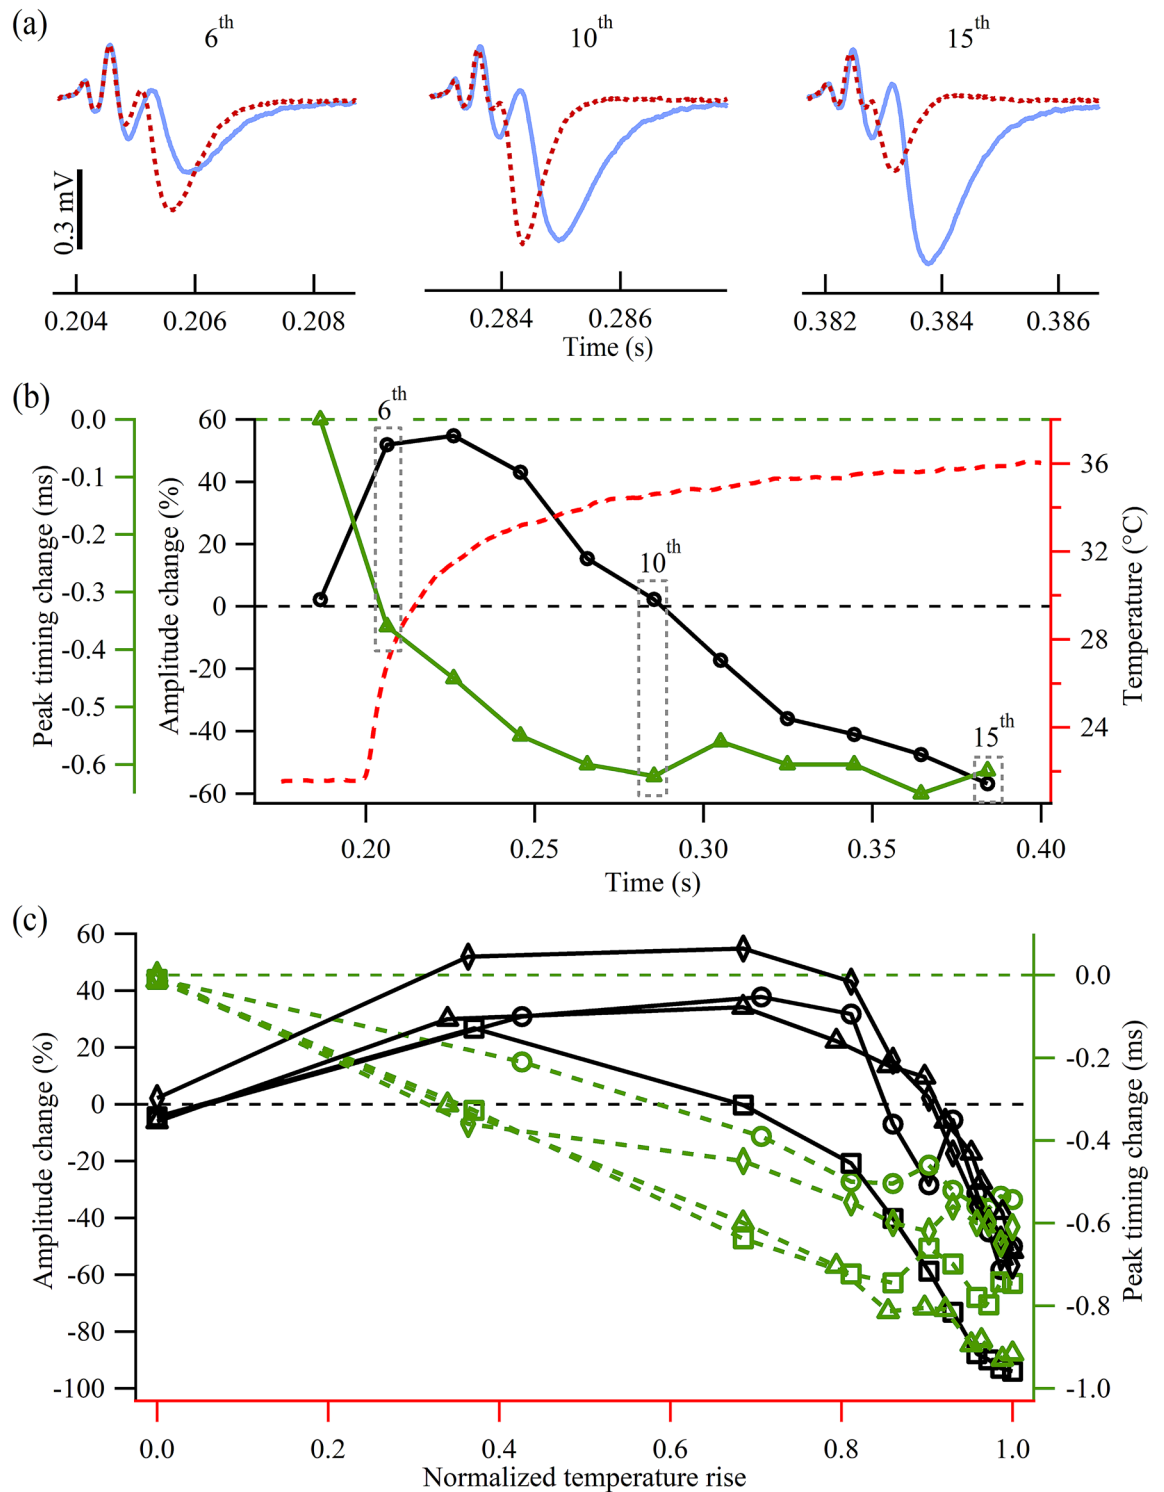 (a)
6th
10th
15th
0.3 mV
0.204 0.206 0.208
0.284 0.286
0.382 0.384 0.386
Time (s)
(b)
Peak timing change (ms)
0.0
-0.1
-0.2
-0.3
-0.4
-0.5
-0.6
Amplitude change (%)
60
40
20
0
-20
-40
-60
6th
10th
15th
36
32
28
24
Temperature (°C)
0.20 0.25 0.30 0.35 0.40
Time (s)
(c)
Amplitude change (%)
60
40
20
0
-20
-40
-60
-80
-100
0.0
-0.2
-0.4
-0.6
-0.8
-1.0
Peak timing change (ms)
0.0 0.2 0.4 0.6 0.8 1.0
Normalized temperature rise